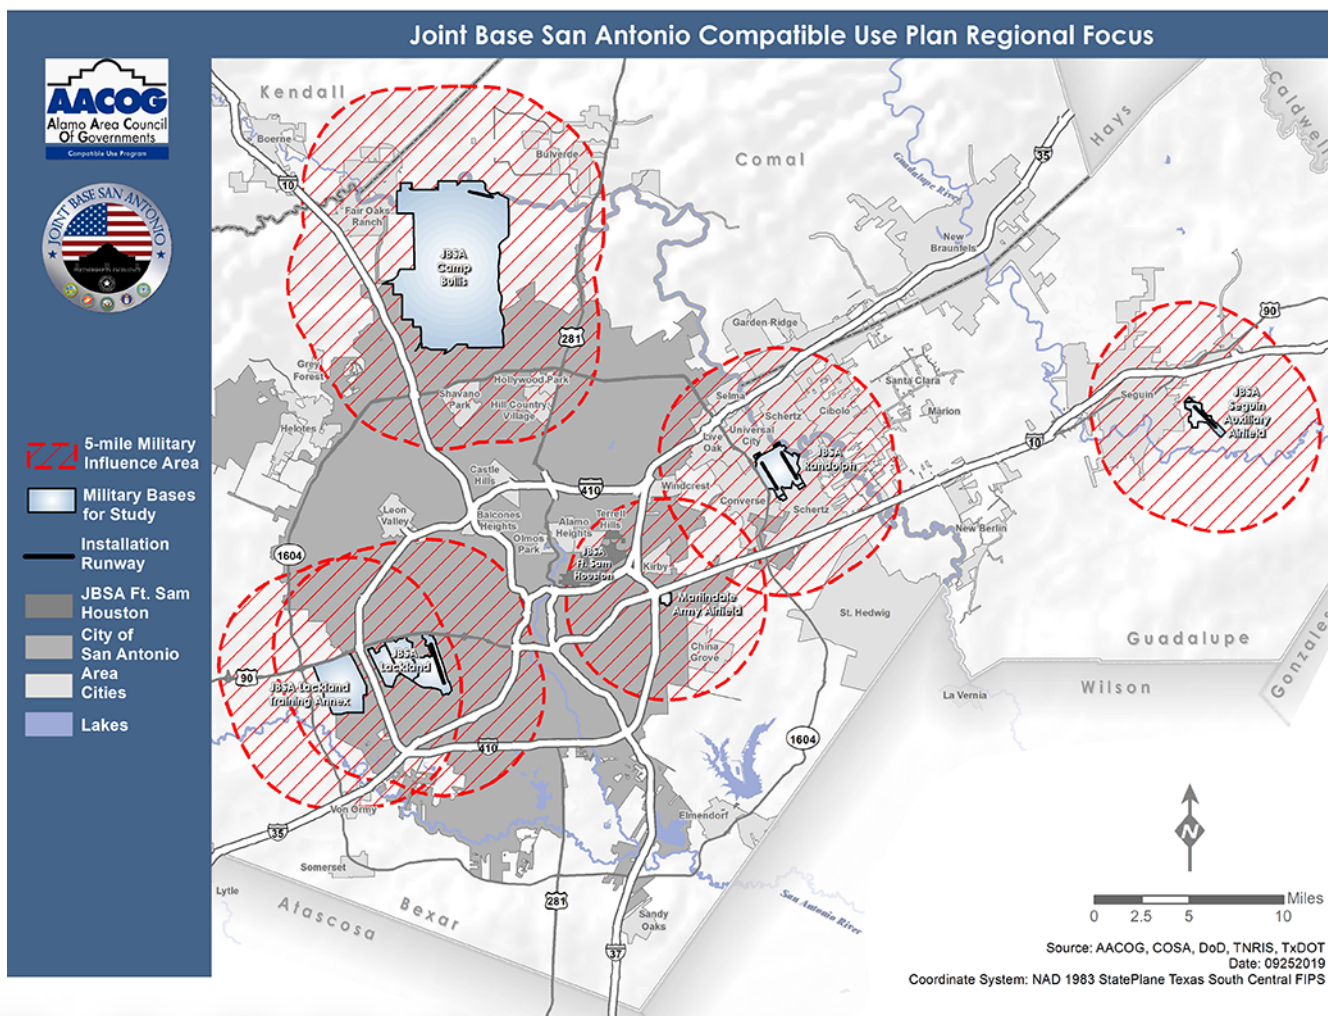 Joint Base San Antonio Compatible Use Plan Regional Focus
AACOG
Alamo Area Council
Of Governments
Compatible Use Program
JOINT BASE SAN ANTONIO
5-mile Military
Influence Area
Military Bases
for Study
Installation
Runway
JBSA Ft. Sam
Houston
City of
San Antonio
Area
Cities
Lakes
Kendall
Boerne
Bulverde
Comal
Guadalupe River
Hays
Caldwell
35
10
Fair Oaks
Ranch
JBSA
Camp
Bullis
New
Braunfels
281
Garden Ridge
90
Grey
Forest
Hollywood Park
Shavano
Park
Hill Country
Village
Helotes
Selma
Schertz
Cibolo
Santa Clara
Marion
Universal
City
Live
Oak
JBSA
Randolph
Seguin
JBSA
Seguin
Auxiliary
Airfield
10
Castle
Hills
410
Windcrest
Converse
Schertz
New Berlin
Leon
Valley
Balcones
Heights
Olmos
Park
Alamo
Heights
Terrell
Hills
JBSA
Ft. Sam
Houston
Kirby
Martindale
Army Airfield
1604
St. Hedwig
China
Grove
JBSA
Lackland
90
JBSA Lackland
Training Annex
Guadalupe
Wilson
Gonzales
La Vernia
410
1604
Von Ormy
35
Elmendorf
Somerset
Lytle
Atascosa
Bexar
281
Sandy
Oaks
San Antonio River
37
N
0 2.5 5 10 Miles
Source: AACOG, COSA, DoD, TNRIS, TxDOT
Date: 09252019
Coordinate System: NAD 1983 StatePlane Texas South Central FIPS